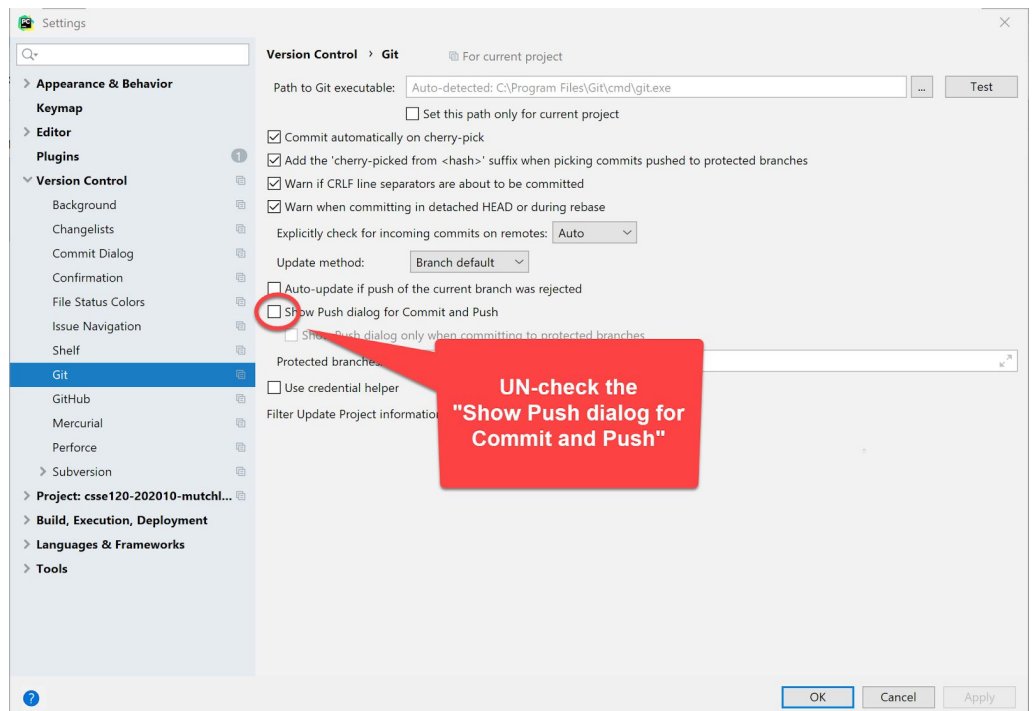 Settings
Version Control › Git
For current project
Appearance & Behavior
Keymap
Editor
Plugins
1
Version Control
Background
Changelists
Commit Dialog
Confirmation
File Status Colors
Issue Navigation
Shelf
Git
GitHub
Mercurial
Perforce
Subversion
Project: csse120-202010-mutchl...
Build, Execution, Deployment
Languages & Frameworks
Tools
Path to Git executable: Auto-detected: C:\Program Files\Git\cmd\git.exe ... Test
Set this path only for current project
Commit automatically on cherry-pick
Add the 'cherry-picked from <hash>' suffix when picking commits pushed to protected branches
Warn if CRLF line separators are about to be committed
Warn when committing in detached HEAD or during rebase
Explicitly check for incoming commits on remotes: Auto
Update method: Branch default
Auto-update if push of the current branch was rejected
Show Push dialog for Commit and Push
Show Push dialog only when committing to protected branches
Protected branches
Use credential helper
Filter Update Project information
UN-check the
"Show Push dialog for
Commit and Push"
?
OK Cancel Apply